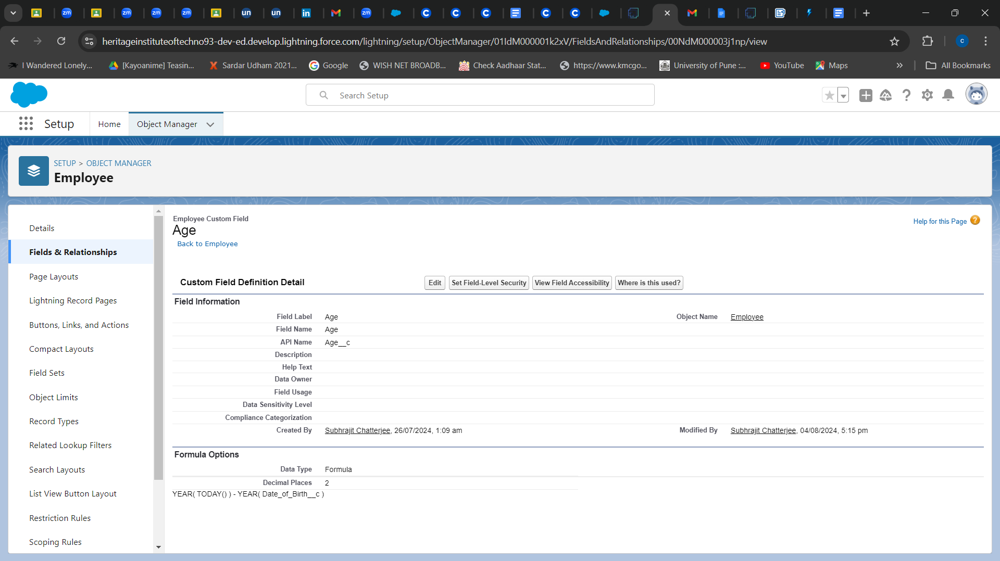 heritageinstituteoftechno93-dev-ed.develop.lightning.force.com/lightning/setup/ObjectManager/01IdM000001k2xV/FieldsAndRelationships/00NdM000003j1np/view
I Wandered Lonely...
[Kayoanime] Teasin...
Sardar Udham 2021...
Google
WISH NET BROADB...
Check Aadhaar Stat...
https://www.kmcgo...
University of Pune :...
YouTube
Maps
All Bookmarks
Search Setup
Setup
Home
Object Manager
SETUP > OBJECT MANAGER
Employee
Details
Fields & Relationships
Page Layouts
Lightning Record Pages
Buttons, Links, and Actions
Compact Layouts
Field Sets
Object Limits
Record Types
Related Lookup Filters
Search Layouts
List View Button Layout
Restriction Rules
Scoping Rules
Employee Custom Field
Age
Back to Employee
Help for this Page
Custom Field Definition Detail
Edit
Set Field-Level Security
View Field Accessibility
Where is this used?
Field Information
Field Label Age
Object Name Employee
Field Name Age
API Name Age__c
Description
Help Text
Data Owner
Field Usage
Data Sensitivity Level
Compliance Categorization
Created By Subhrajit Chatterjee, 26/07/2024, 1:09 am
Modified By Subhrajit Chatterjee, 04/08/2024, 5:15 pm
Formula Options
Data Type Formula
Decimal Places 2
YEAR( TODAY() ) - YEAR( Date_of_Birth__c )